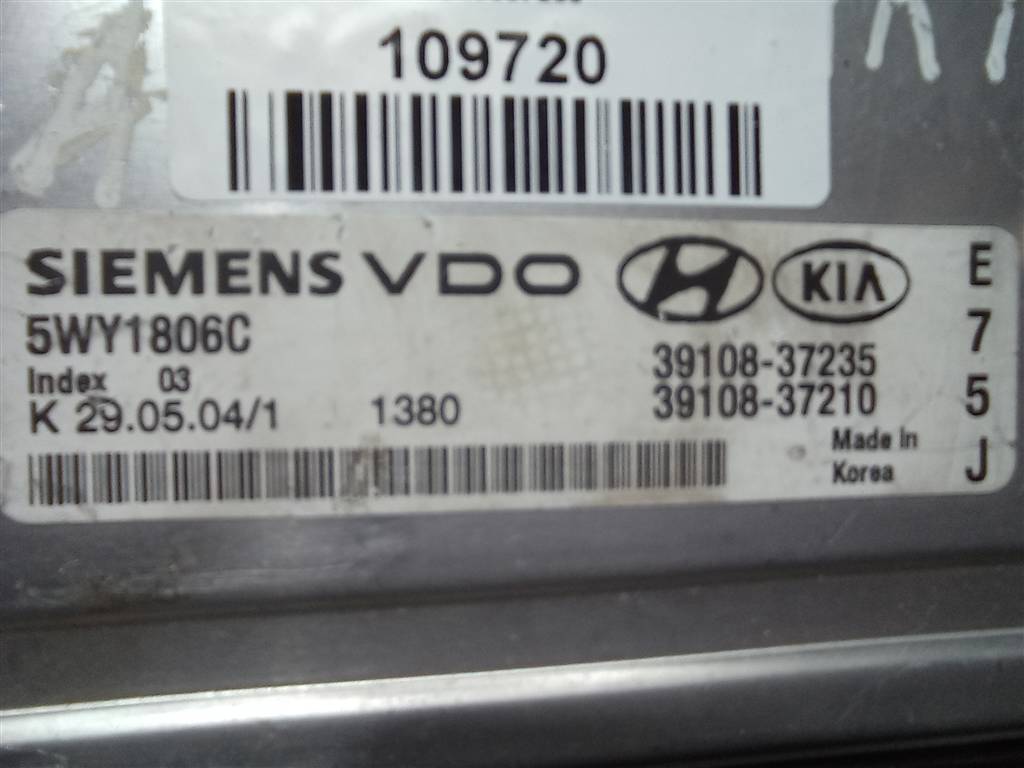 109720
SIEMENS VDO KIA
5WY1806C
Index 03
K 29.05.04/1 1380
39108-37235
39108-37210
Made In
Korea
E
7
5
J